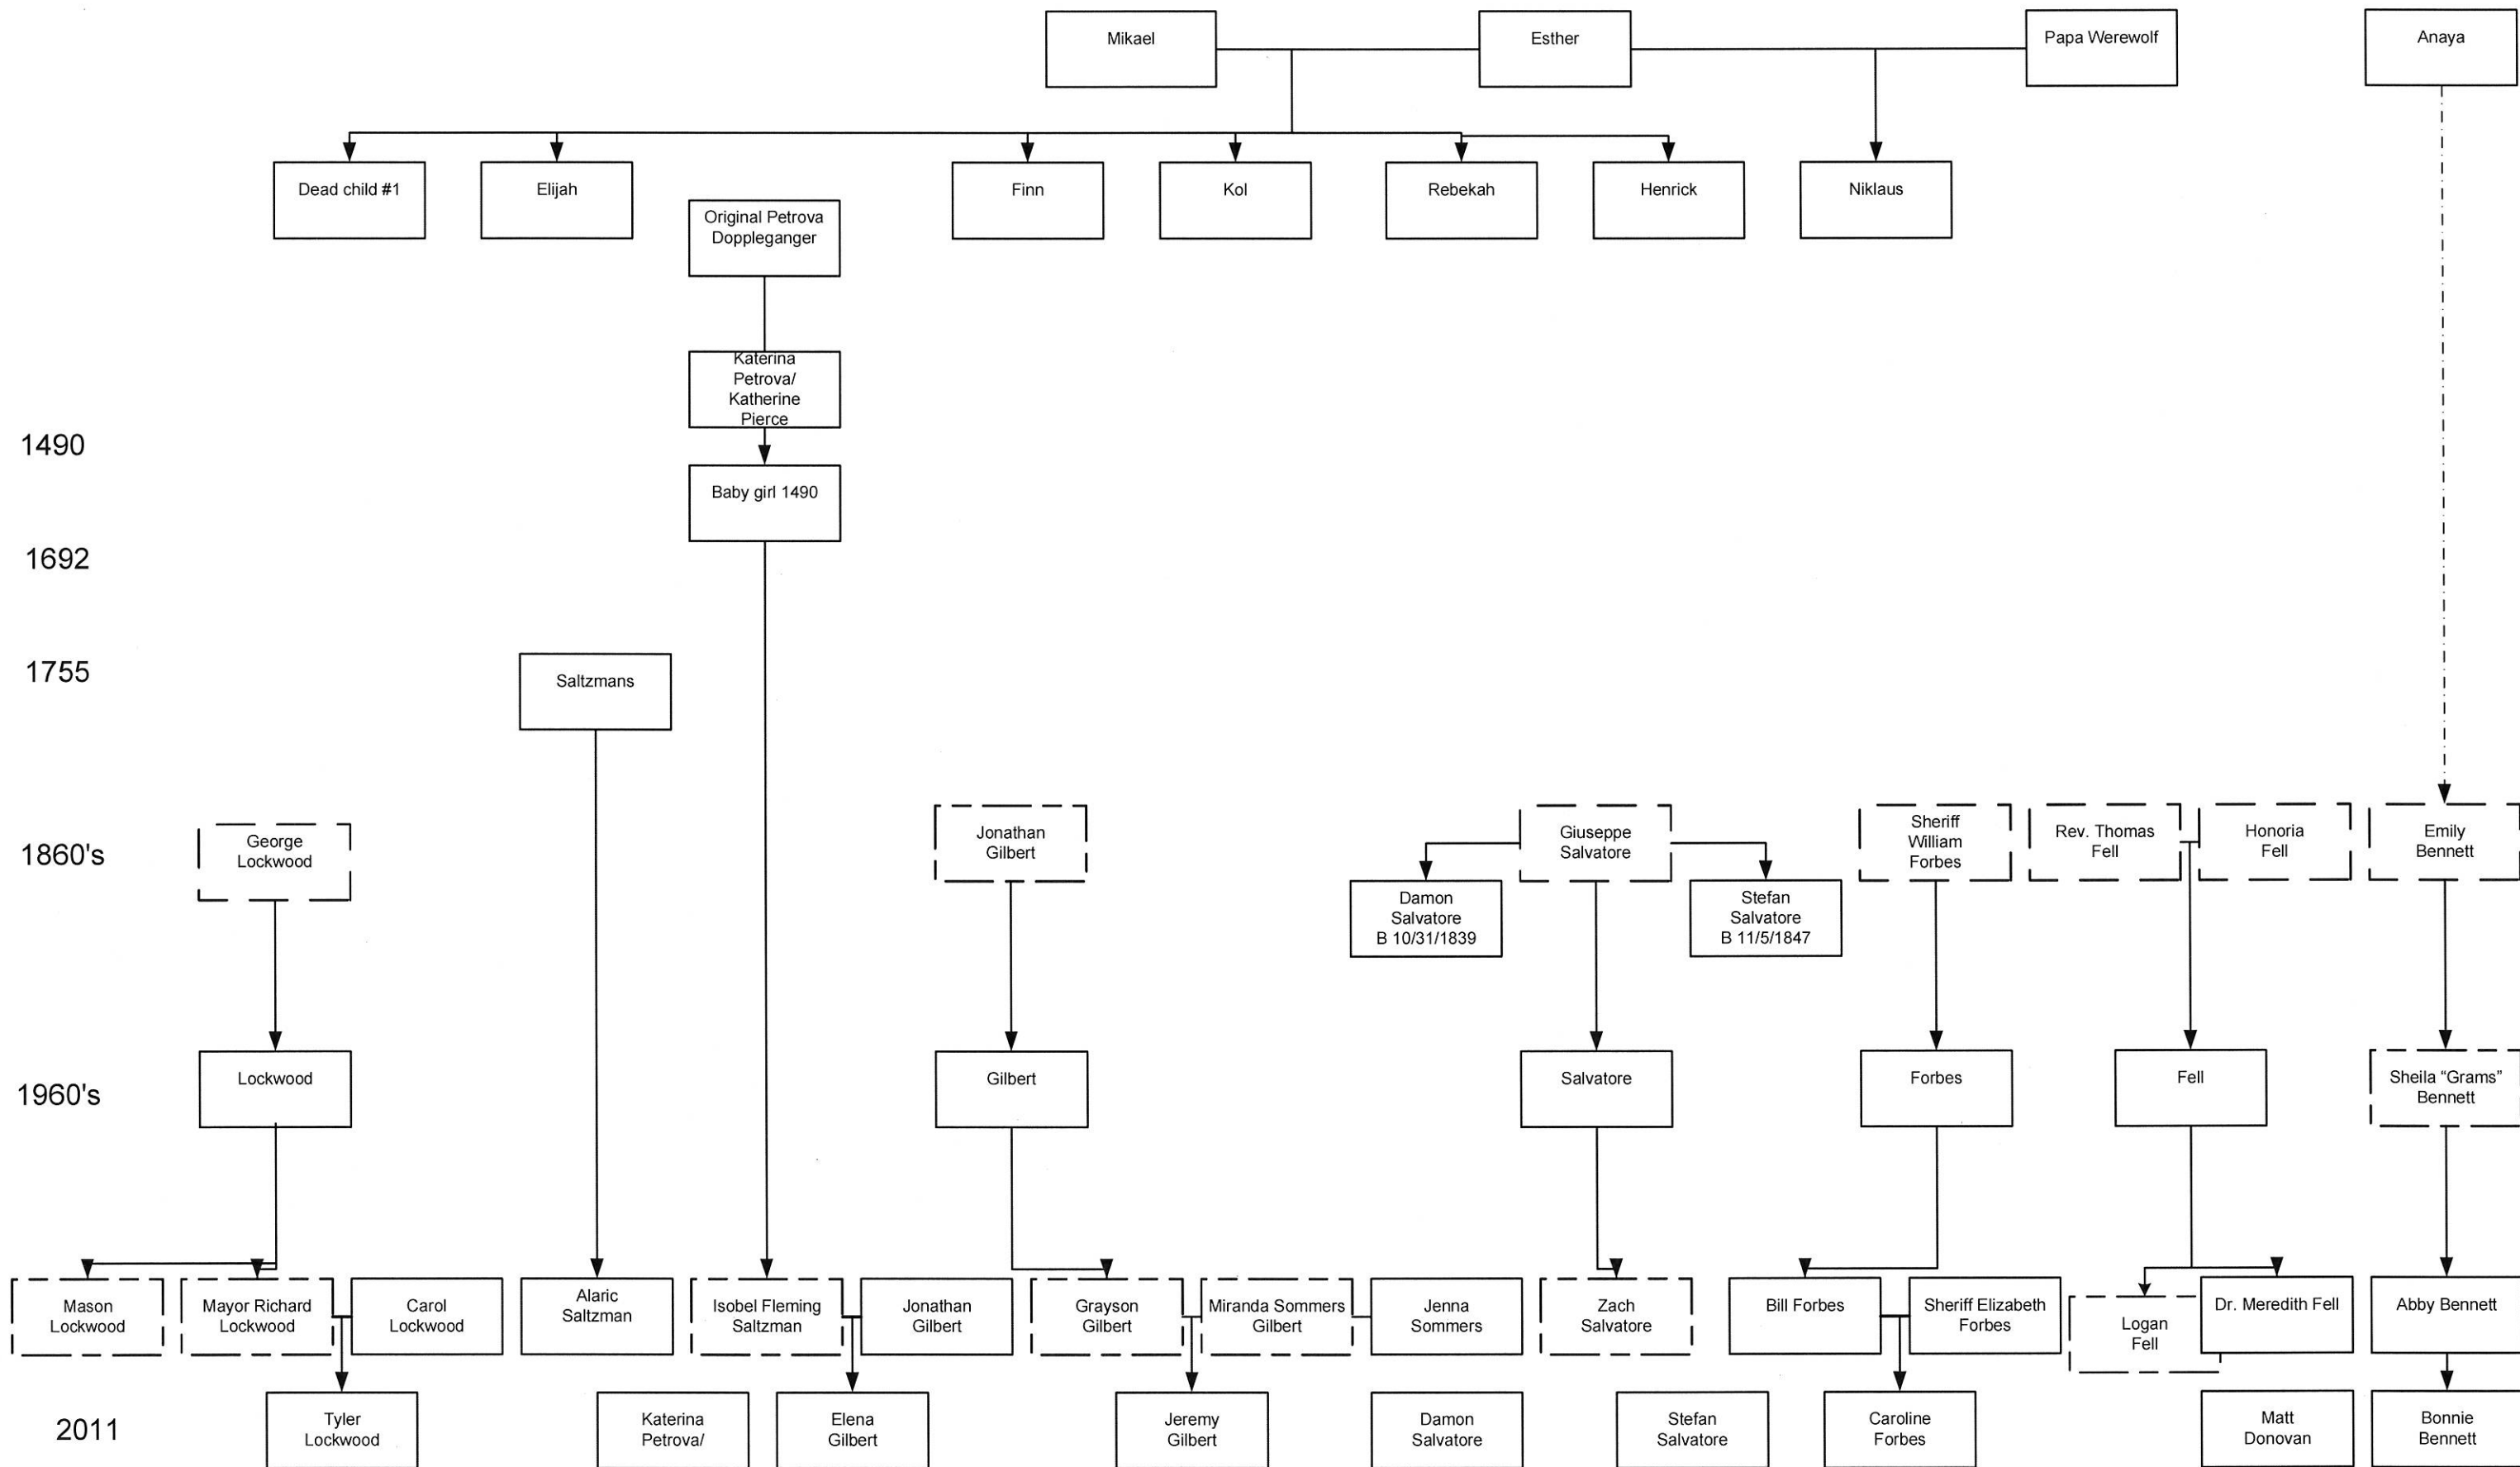 Mikael
Esther
Papa Werewolf
Anaya
Dead child #1
Elijah
Finn
Kol
Rebekah
Henrick
Niklaus
Original Petrova
Doppleganger
Katerina
Petrova/
Katherine
Pierce
1490
Baby girl 1490
1692
1755
Saltzmans
1860's
George
Lockwood
Jonathan
Gilbert
Giuseppe
Salvatore
Sheriff
William
Forbes
Rev. Thomas
Fell
Honoria
Fell
Emily
Bennett
Damon
Salvatore
B 10/31/1839
Stefan
Salvatore
B 11/5/1847
1960's
Lockwood
Gilbert
Salvatore
Forbes
Fell
Sheila “Grams”
Bennett
Mason
Lockwood
Mayor Richard
Lockwood
Carol
Lockwood
Alaric
Saltzman
Isobel Fleming
Saltzman
Jonathan
Gilbert
Grayson
Gilbert
Miranda Sommers
Gilbert
Jenna
Sommers
Zach
Salvatore
Bill Forbes
Sheriff Elizabeth
Forbes
Logan
Fell
Dr. Meredith Fell
Abby Bennett
2011
Tyler
Lockwood
Katerina
Petrova/
Elena
Gilbert
Jeremy
Gilbert
Damon
Salvatore
Stefan
Salvatore
Caroline
Forbes
Matt
Donovan
Bonnie
Bennett